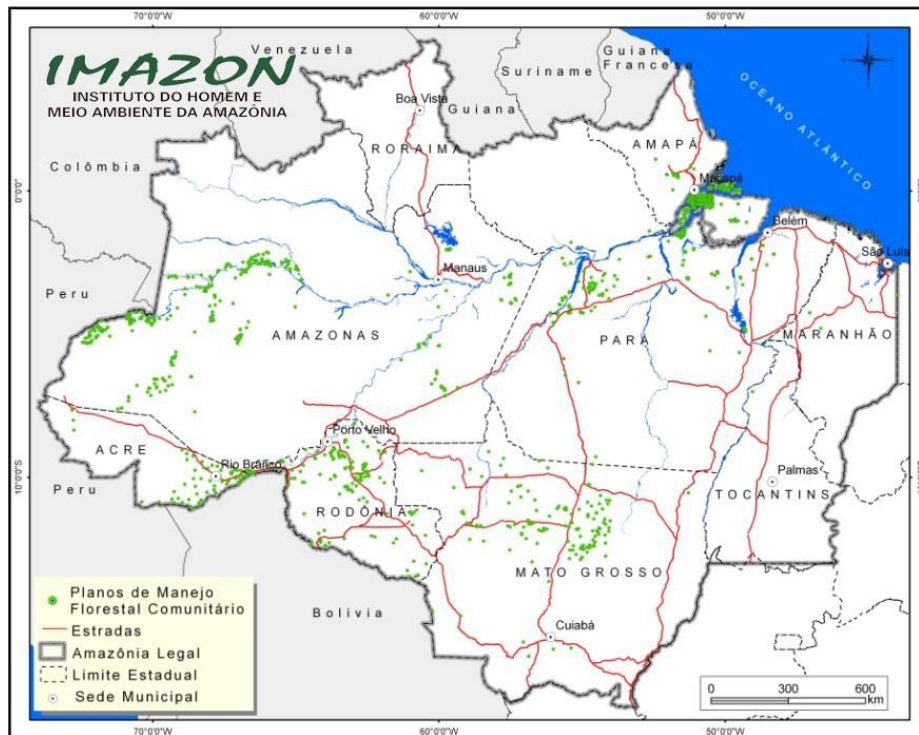 70°0'0"W
60°0'0"W
50°0'0"W
IMAZON
INSTITUTO DO HOMEM E
MEIO AMBIENTE DA AMAZÔNIA
Venezuela
Suriname
Guiana
Francesa
Guiana
Colômbia
Boa Vista
RORAIMA
AMAPÁ
Macapá
OCEANO ATLÂNTICO
0°0'0"
Belém
São Luís
Manaus
Peru
AMAZONAS
PARÁ
MARANHÃO
Porto Velho
ACRE
Rio Branco
10°0'0"S
Peru
RODÔNIA
Palmas
TOCANTINS
MATO GROSSO
Bolívia
Cuiabá
Planos de Manejo
Florestal Comunitário
Estradas
Amazônia Legal
Limite Estadual
Sede Municipal
0 300 600
km
70°0'0"W
60°0'0"W
50°0'0"W